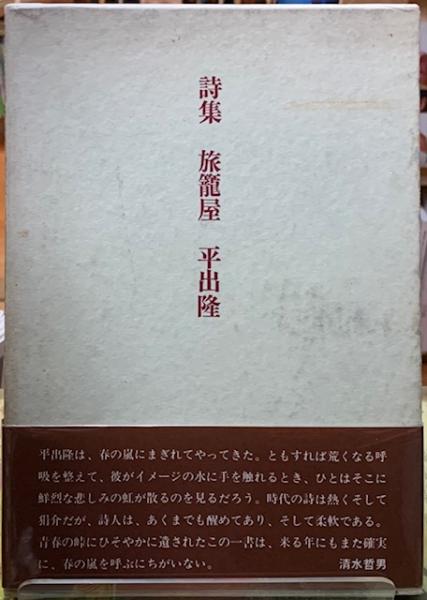 詩集　旅籠屋　平出隆
平出隆は、春の嵐にまぎれてやってきた。ともすれば荒くなる呼
吸を整えて、彼がイメージの水に手を触れるとき、ひとはそこに
鮮烈な悲しみの虹が散るのを見るだろう。時代の詩は熱くそして
狷介だが、詩人は、あくまでも醒めてあり、そして柔軟である。
青春の峠にひそやかに遺されたこの一書は、来る年にもまた確実
に、春の嵐を呼ぶにちがいない。　清水哲男